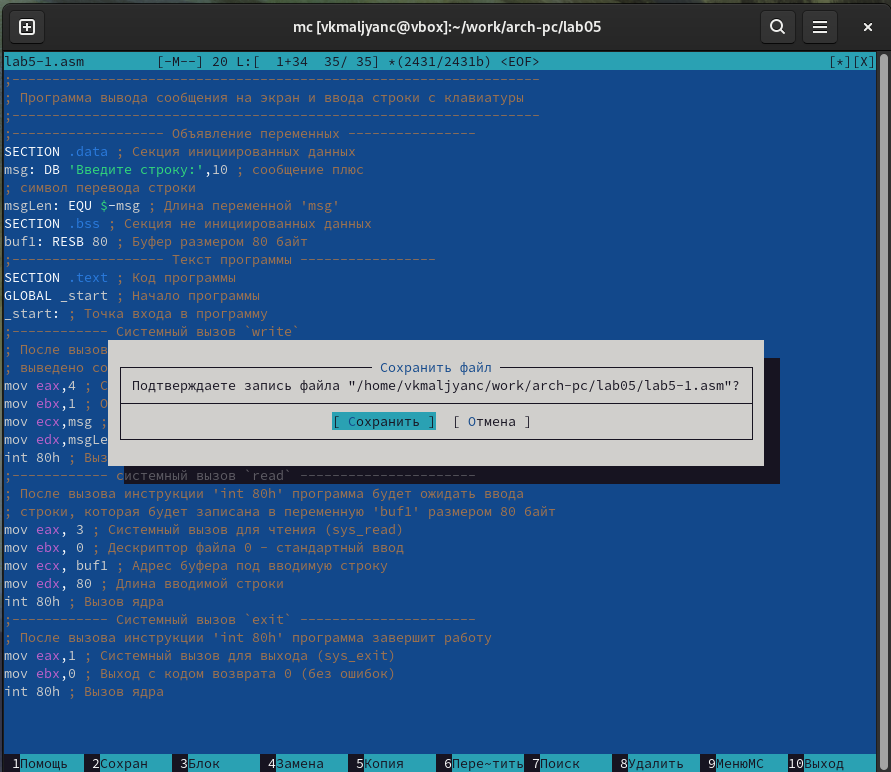 mc [vkmaljyanc@vbox]:~/work/arch-pc/lab05
lab5-1.asm [-M--] 20 L:[ 1+34 35/ 35] *(2431/2431b) <EOF> [*][X]
;------------------------------------------------------------------
; Программа вывода сообщения на экран и ввода строки с клавиатуры
;------------------------------------------------------------------
;------------------- Объявление переменных ----------------
SECTION .data ; Секция инициированных данных
msg: DB 'Введите строку:',10 ; сообщение плюс
; символ перевода строки
msgLen: EQU $-msg ; Длина переменной 'msg'
SECTION .bss ; Секция не инициированных данных
buf1: RESB 80 ; Буфер размером 80 байт
;------------------- Текст программы -----------------
SECTION .text ; Код программы
GLOBAL _start ; Начало программы
_start: ; Точка входа в программу
;------------ Системный вызов `write`
; После вызов
; выведено со
mov eax,4 ; С
mov ebx,1 ; О
mov ecx,msg ;
mov edx,msgLe
int 80h ; Выз
Сохранить файл
Подтверждаете запись файла "/home/vkmaljyanc/work/arch-pc/lab05/lab5-1.asm"?
[ Сохранить ] [ Отмена ]
;------------ системный вызов `read` ----------------------
; После вызова инструкции 'int 80h' программа будет ожидать ввода
; строки, которая будет записана в переменную 'buf1' размером 80 байт
mov eax, 3 ; Системный вызов для чтения (sys_read)
mov ebx, 0 ; Дескриптор файла 0 - стандартный ввод
mov ecx, buf1 ; Адрес буфера под вводимую строку
mov edx, 80 ; Длина вводимой строки
int 80h ; Вызов ядра
;------------ Системный вызов `exit` ----------------------
; После вызова инструкции 'int 80h' программа завершит работу
mov eax,1 ; Системный вызов для выхода (sys_exit)
mov ebx,0 ; Выход с кодом возврата 0 (без ошибок)
int 80h ; Вызов ядра
1Помощь 2Сохран 3Блок 4Замена 5Копия 6Пере~тить 7Поиск 8Удалить 9МенюМС 10Выход